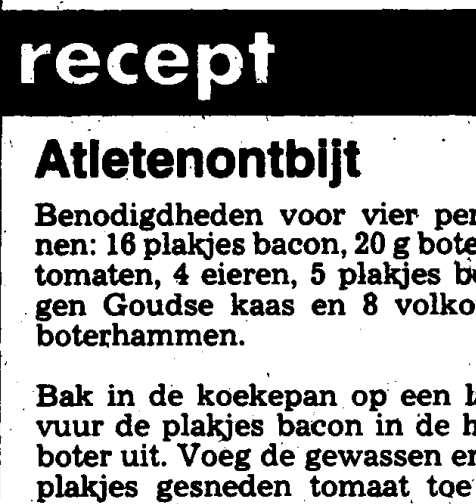 recept
Atletenontbijt
Benodigdheden voor vier per
nen: 16 plakjes bacon, 20 g bote
tomaten, 4 eieren, 5 plakjes be
gen Goudse kaas en 8 volko
boterhammen.
Bak in de koekepan op een l
vuur de plakjes bacon in de h
boter uit. Voeg de gewassen en
plakjes gesneden tomaat toe